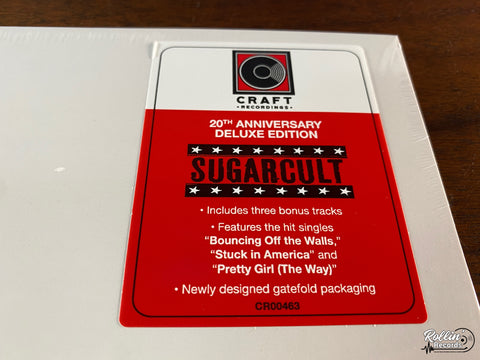 CRAFT
• RECORDINGS •
20TH ANNIVERSARY
DELUXE EDITION
SUGARCULT
• Includes three bonus tracks
• Features the hit singles
“Bouncing Off the Walls,”
“Stuck in America” and
“Pretty Girl (The Way)”
• Newly designed gatefold packaging
CR00463
Rollin'
Records